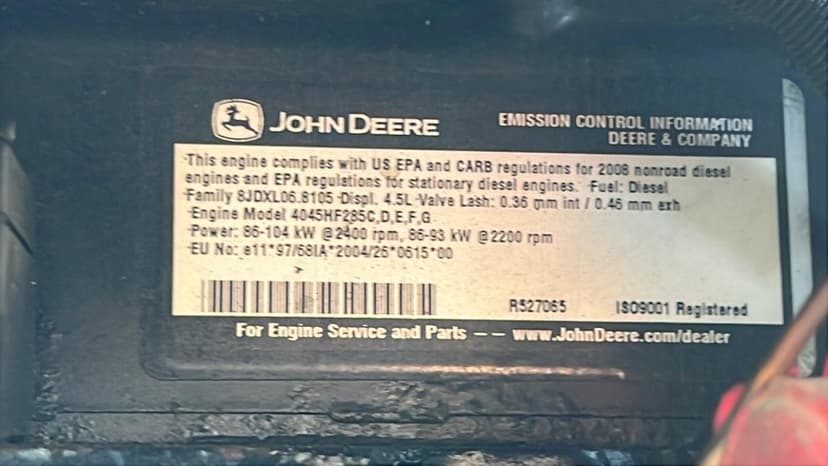 JOHN DEERE
EMISSION CONTROL INFORMATION
DEERE & COMPANY
-This engine complies with US EPA and CARB regulations for 2008 nonroad diesel
engines and EPA regulations for stationary diesel engines. -Fuel: Diesel
-Family 8JDXL06.8105 -Displ. 4.5L -Valve Lash: 0.36 mm int / 0.46 mm exh
-Engine Model 4045HF285C,D,E,F,G
-Power: 86-104 kW @2400 rpm, 86-93 kW @2200 rpm
-EU No: e11*97/68IA*2004/26*0615*00
R527065 ISO9001 Registered
For Engine Service and Parts -- www.JohnDeere.com/dealer